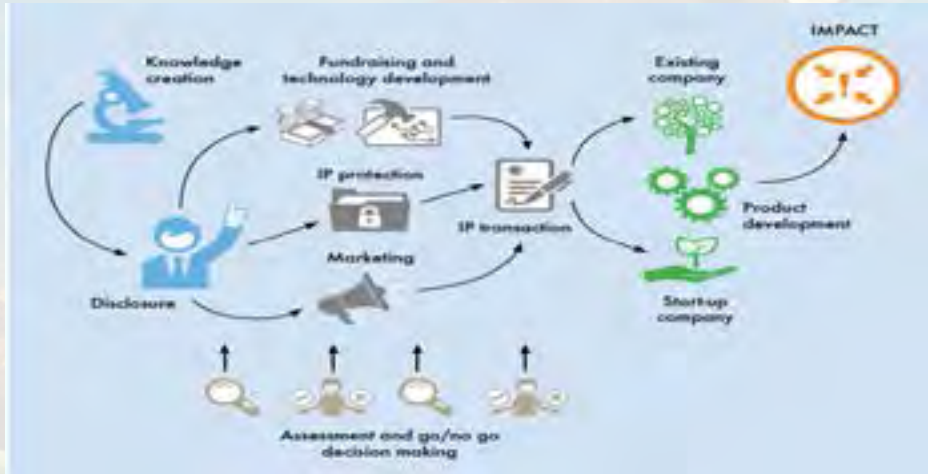 IMPACT
Knowledge
creation
Fundraising and
technology development
Existing
company
IP protection
IP transaction
Product
development
Marketing
Disclosure
Start-up
company
Assessment and go/no go
decision making